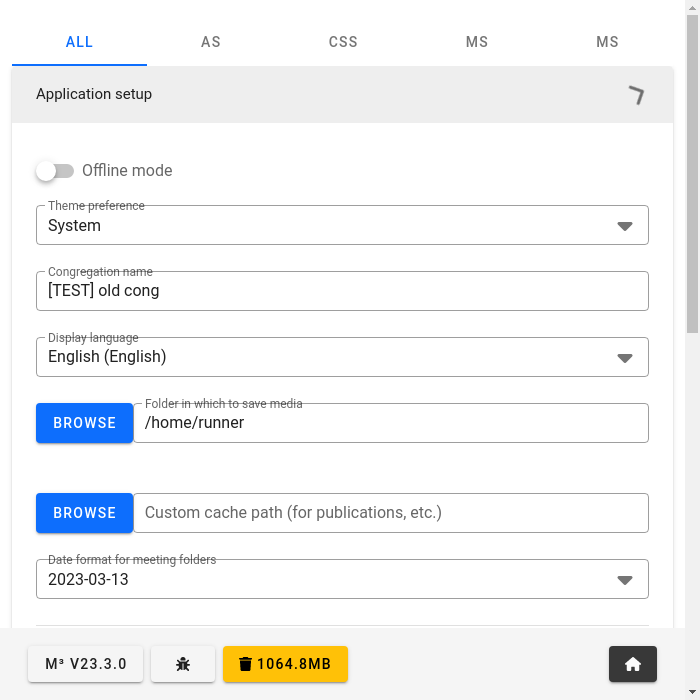 ALL AS CSS MS MS
Application setup
Offline mode
Theme preference
System
Congregation name
[TEST] old cong
Display language
English (English)
Folder in which to save media
BROWSE /home/runner
BROWSE Custom cache path (for publications, etc.)
Date format for meeting folders
2023-03-13
M³ V23.3.0 1064.8MB